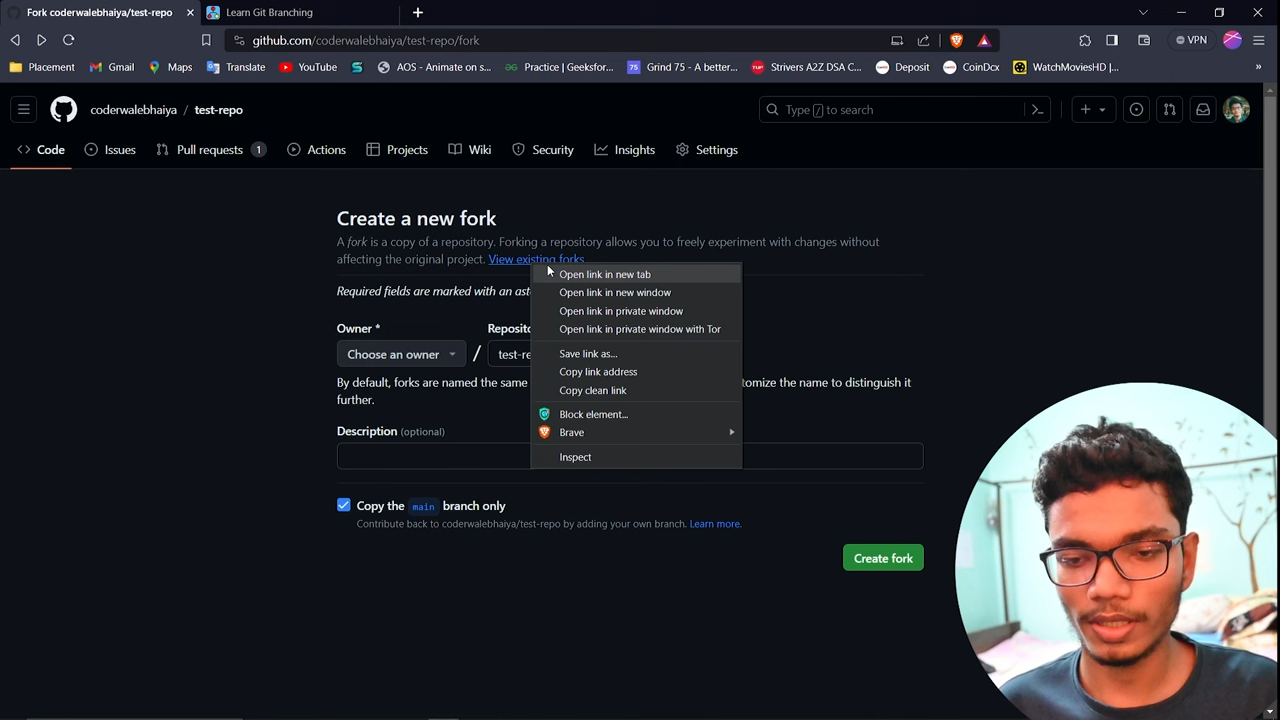 Fork coderwalebhaiya/test-repo
Learn Git Branching
github.com/coderwalebhaiya/test-repo/fork
VPN
Placement
Gmail
Maps
Translate
YouTube
AOS - Animate on s...
Practice | Geeksfor...
75 Grind 75 - A better...
TUF Strivers A2Z DSA C...
Deposit
CoinDcx
WatchMoviesHD |...
»
coderwalebhaiya / test-repo
Type / to search
Code
Issues
Pull requests 1
Actions
Projects
Wiki
Security
Insights
Settings
Create a new fork
A fork is a copy of a repository. Forking a repository allows you to freely experiment with changes without
affecting the original project. View existing forks.
Required fields are marked with an ast
Owner * Reposito
Choose an owner / test-re
By default, forks are named the same tomize the name to distinguish it
further.
Description (optional)
Open link in new tab
Open link in new window
Open link in private window
Open link in private window with Tor
Save link as...
Copy link address
Copy clean link
Block element...
Brave
Inspect
Copy the main branch only
Contribute back to coderwalebhaiya/test-repo by adding your own branch. Learn more.
Create fork